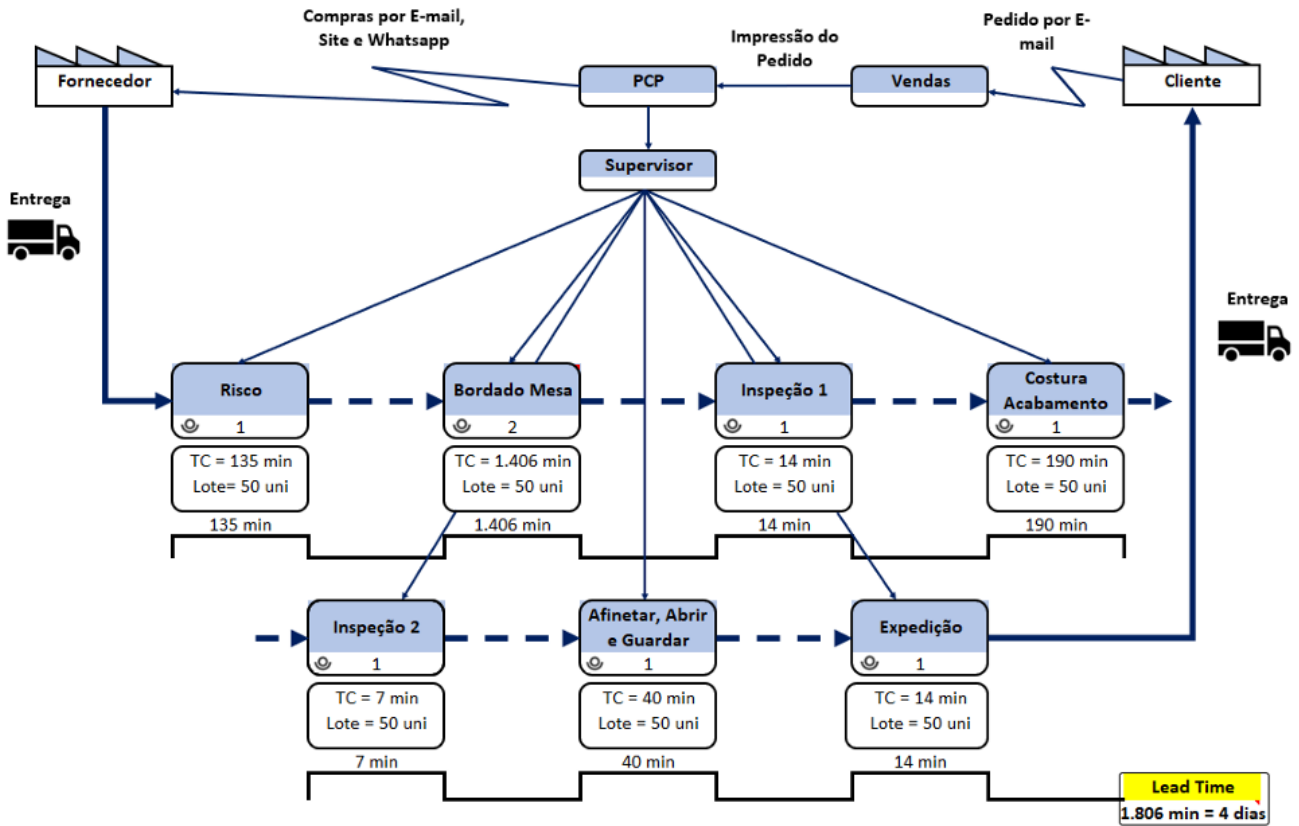 Compras por E-mail,
Site e Whatsapp
Impressão do
Pedido
Pedido por E-
mail
Fornecedor
PCP
Vendas
Cliente
Supervisor
Entrega
Entrega
Risco
1
TC = 135 min
Lote= 50 uni
135 min
Bordado Mesa
2
TC = 1.406 min
Lote = 50 uni
1.406 min
Inspeção 1
1
TC = 14 min
Lote = 50 uni
14 min
Costura
Acabamento
1
TC = 190 min
Lote = 50 uni
190 min
Inspeção 2
1
TC = 7 min
Lote = 50 uni
7 min
Afinetar, Abrir
e Guardar
1
TC = 40 min
Lote = 50 uni
40 min
Expedição
1
TC = 14 min
Lote = 50 uni
14 min
Lead Time
1.806 min = 4 dias